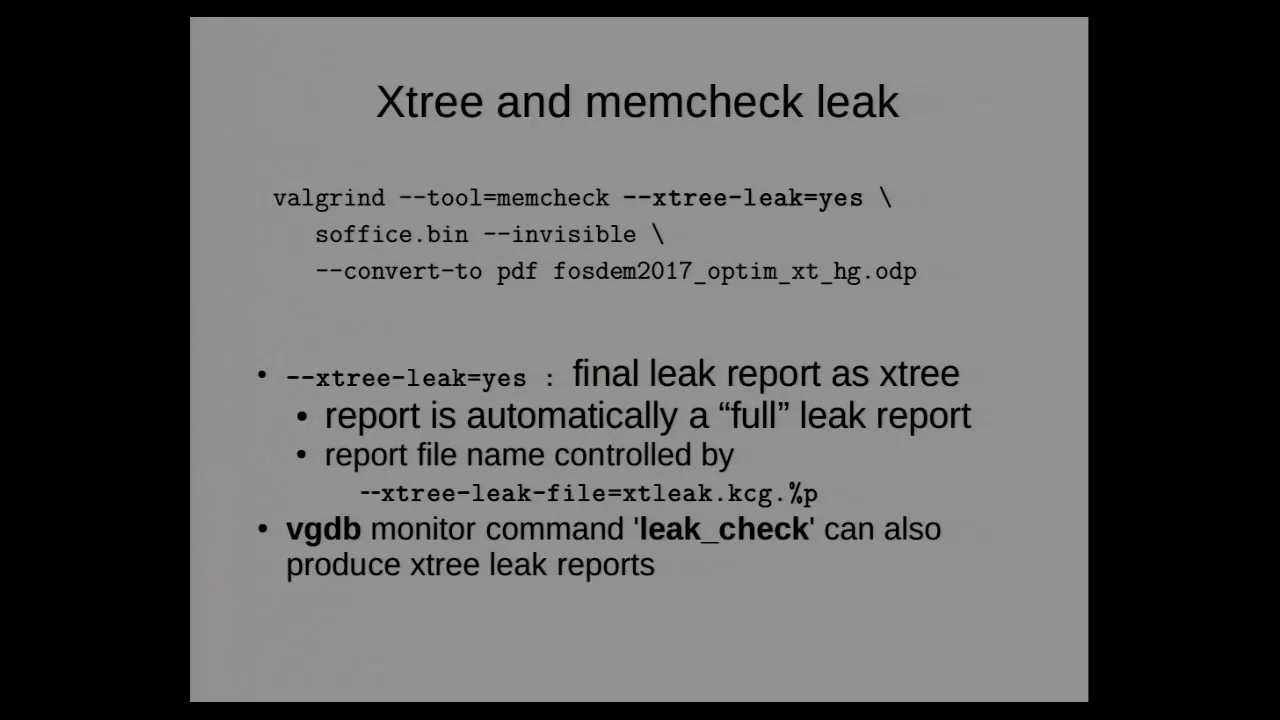 Xtree and memcheck leak
valgrind --tool=memcheck --xtree-leak=yes \
soffice.bin --invisible \
--convert-to pdf fosdem2017_optim_xt_hg.odp
• --xtree-leak=yes : final leak report as xtree
• report is automatically a “full” leak report
• report file name controlled by
--xtree-leak-file=xtleak.kcg.%p
• vgdb monitor command 'leak_check' can also
produce xtree leak reports